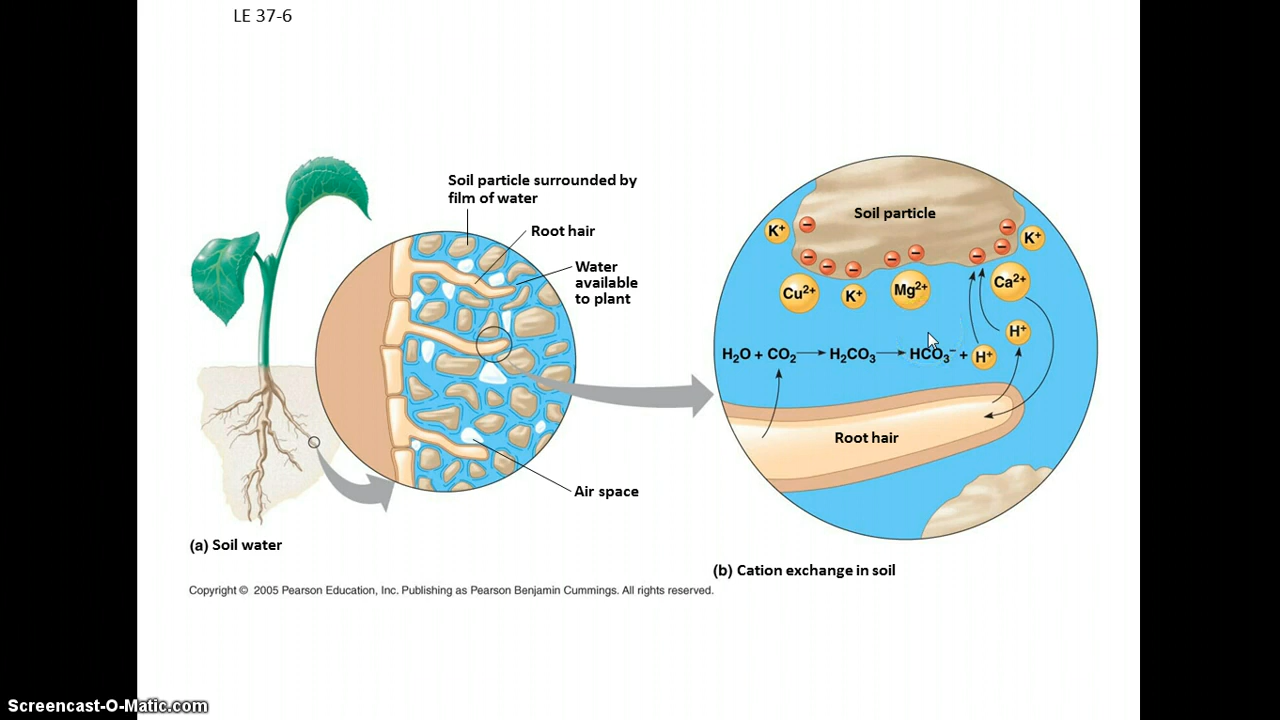 LE 37-6
Soil particle surrounded by
film of water
Root hair
Water
available
to plant
Air space
(a) Soil water
Soil particle
K⁺
K⁺
Cu²⁺
K⁺
Mg²⁺
Ca²⁺
H⁺
H₂O + CO₂ → H₂CO₃ → HCO₃⁻ + H⁺
Root hair
(b) Cation exchange in soil
Copyright © 2005 Pearson Education, Inc. Publishing as Pearson Benjamin Cummings. All rights reserved.
Screencast-O-Matic.com